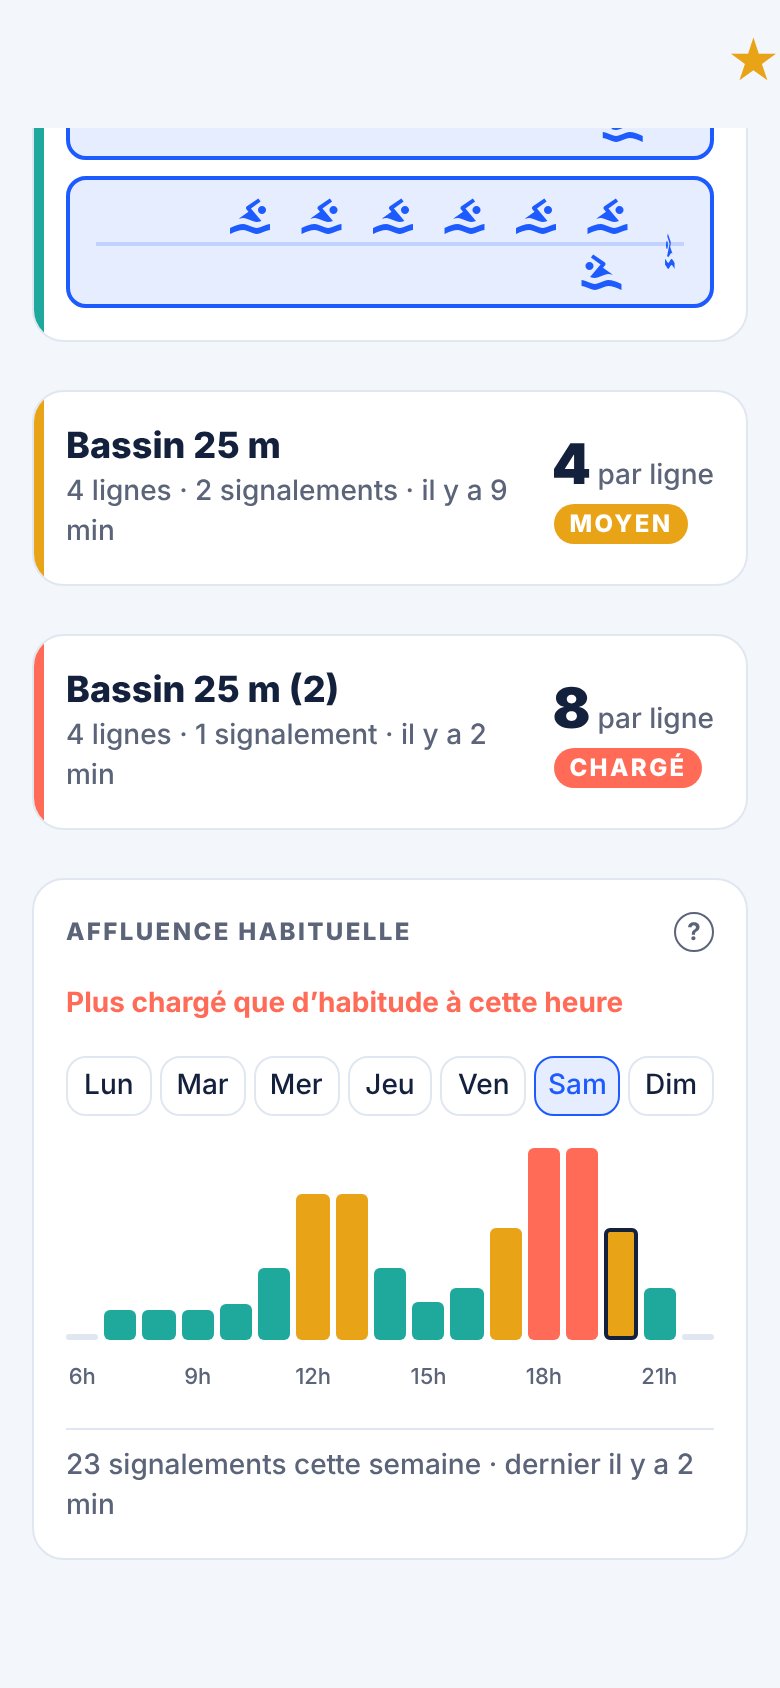 Bassin 25 m
4 lignes · 2 signalements · il y a 9
min
4 par ligne
MOYEN
Bassin 25 m (2)
4 lignes · 1 signalement · il y a 2
min
8 par ligne
CHARGÉ
AFFLUENCE HABITUELLE
?
Plus chargé que d’habitude à cette heure
Lun Mar Mer Jeu Ven Sam Dim
6h 9h 12h 15h 18h 21h
23 signalements cette semaine · dernier il y a 2
min